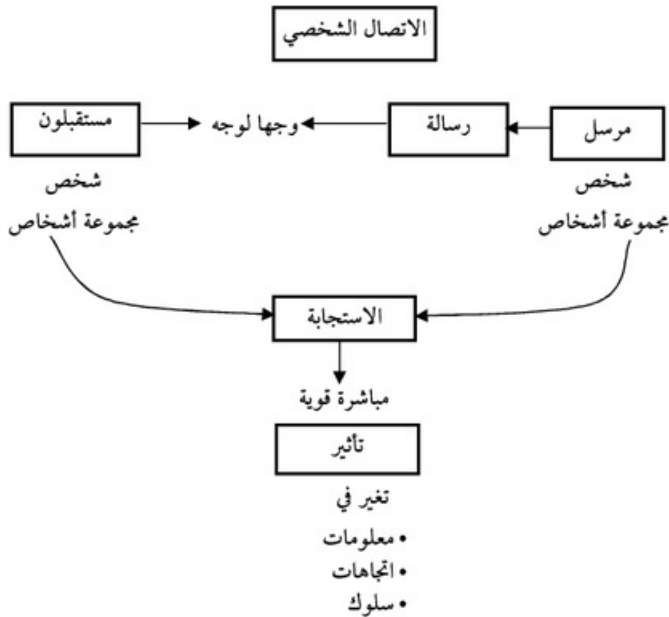 الاتصال الشخصي
مرسل
رسالة
وجها لوجه
مستقبلون
شخص
مجموعة أشخاص
شخص
مجموعة أشخاص
الاستجابة
مباشرة قوية
تأثير
تغير في
• معلومات
• اتجاهات
• سلوك